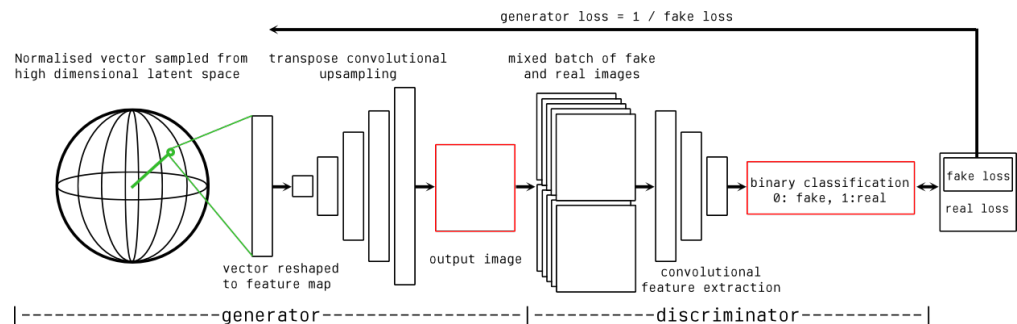 generator loss = 1 / fake loss
Normalised vector sampled from
high dimensional latent space
transpose convolutional
upsampling
mixed batch of fake
and real images
binary classification
0: fake, 1:real
fake loss
real loss
output image
vector reshaped
to feature map
convolutional
feature extraction
|----------------------generator---------------------|--------------discriminator--------------|